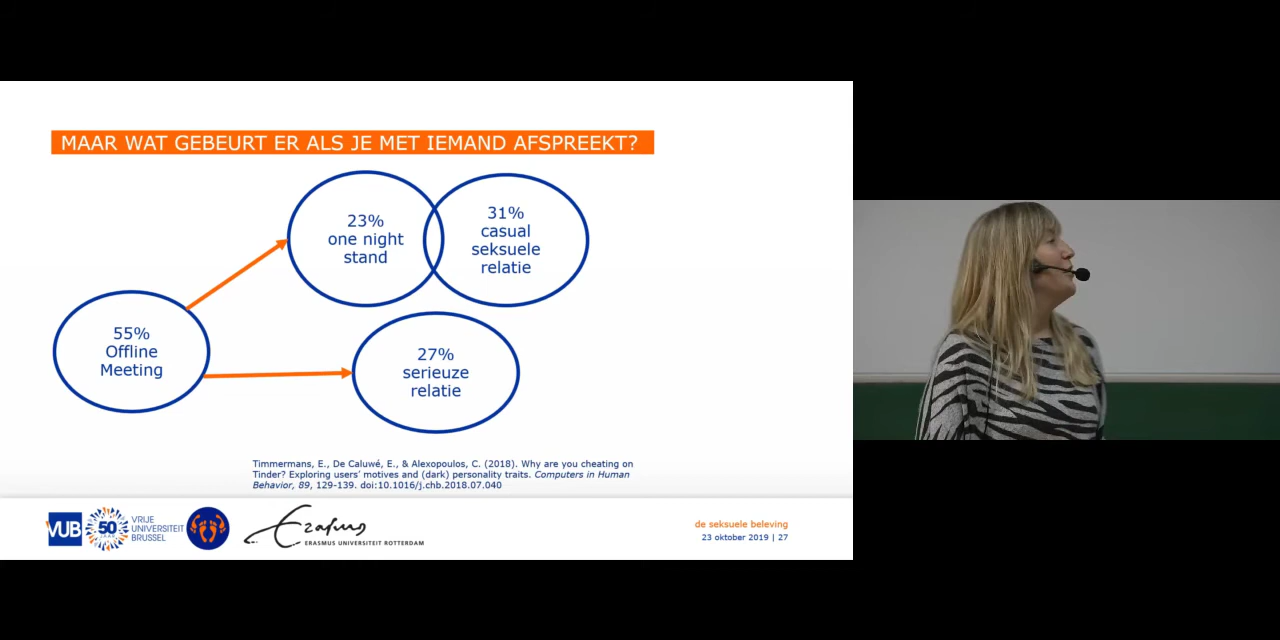 MAAR WAT GEBEURT ER ALS JE MET IEMAND AFSPREEKT?
23%
one night
stand
31%
casual
seksuele
relatie
55%
Offline
Meeting
27%
serieuze
relatie
Timmermans, E., De Caluwé, E., & Alexopoulos, C. (2018). Why are you cheating on
Tinder? Exploring users' motives and (dark) personality traits. Computers in Human
Behavior, 89, 129-139. doi:10.1016/j.chb.2018.07.040
VUB
50
JAAR
VRIJE
UNIVERSITEIT
BRUSSEL
Erasmus
ERASMUS UNIVERSITEIT ROTTERDAM
de seksuele beleving
23 oktober 2019 | 27